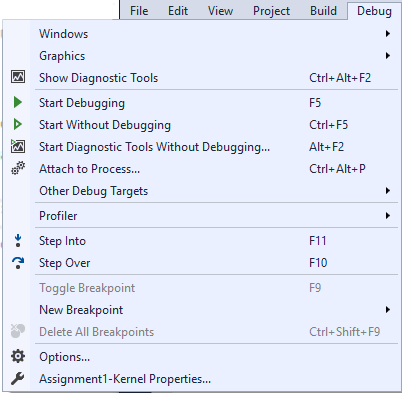 File Edit View Project Build Debug
Windows
Graphics
Show Diagnostic Tools Ctrl+Alt+F2
Start Debugging F5
Start Without Debugging Ctrl+F5
Start Diagnostic Tools Without Debugging... Alt+F2
Attach to Process... Ctrl+Alt+P
Other Debug Targets
Profiler
Step Into F11
Step Over F10
Toggle Breakpoint F9
New Breakpoint
Delete All Breakpoints Ctrl+Shift+F9
Options...
Assignment1-Kernel Properties...